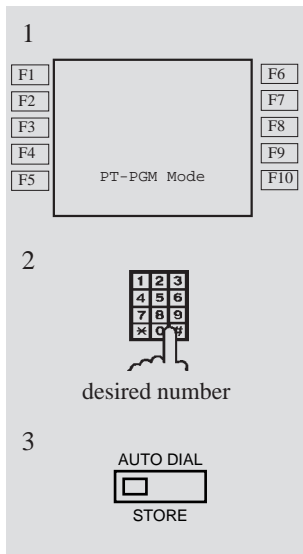 1
F1 F6
F2 F7
F3 F8
F4 F9
F5 PT-PGM Mode F10
2
1 2 3
4 5 6
7 8 9
✕ 0 #
desired number
3
AUTO DIAL
STORE